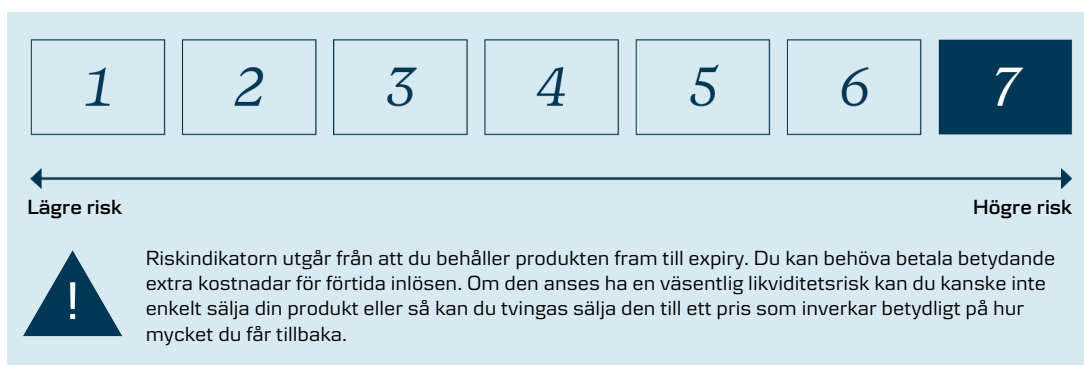 1 2 3 4 5 6 7
Lägre risk Högre risk
! Riskindikatorn utgår från att du behåller produkten fram till expiry. Du kan behöva betala betydande
extra kostnadar för förtida inlösen. Om den anses ha en väsentlig likviditetsrisk kan du kanske inte
enkelt sälja din produkt eller så kan du tvingas sälja den till ett pris som inverkar betydligt på hur
mycket du får tillbaka.